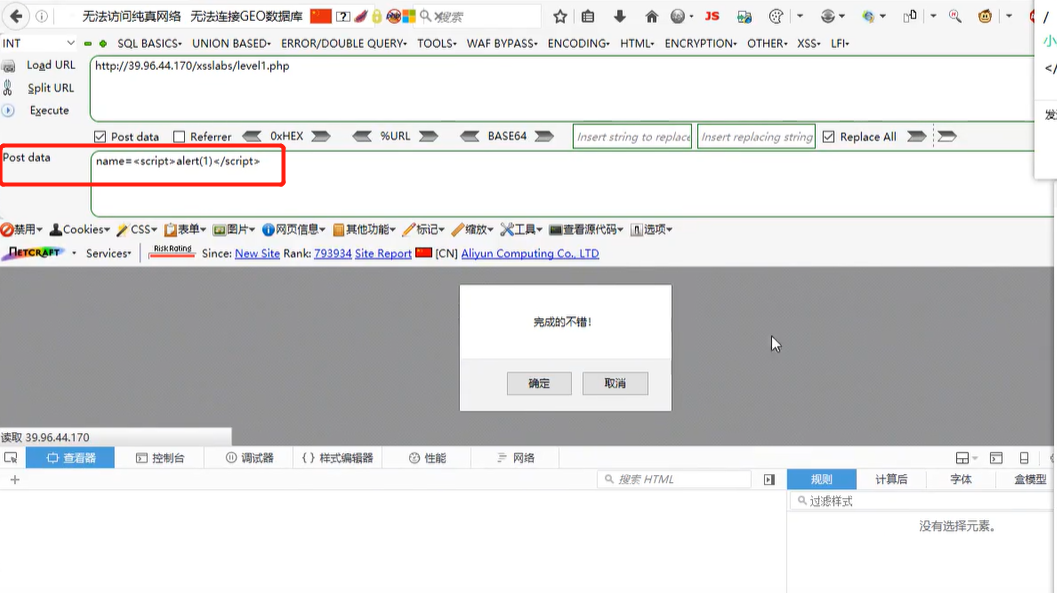 无法访问纯真网络 无法连接GEO数据库 ? 搜索 JS /
INT SQL BASICS▾ UNION BASED▾ ERROR/DOUBLE QUERY▾ TOOLS▾ WAF BYPASS▾ ENCODING▾ HTML▾ ENCRYPTION▾ OTHER▾ XSS▾ LFI▾ 小
Load URL http://39.96.44.170/xsslabs/level1.php </
Split URL
Execute 发
Post data Referrer 0xHEX %URL BASE64 Insert string to replace Insert replacing string Replace All
Post data name=<script>alert(1)</script>
禁用▾ Cookies▾ CSS▾ 表单▾ 图片▾ 网页信息▾ 其他功能▾ 标记▾ 缩放▾ 工具▾ 查看源代码▾ 选项▾
NETCRAFT Services▾ Risk Rating Since: New Site Rank: 793934 Site Report [CN] Aliyun Computing Co., LTD
完成的不错!
确定 取消
读取 39.96.44.170
查看器 控制台 调试器 {} 样式编辑器 性能 网络
+ 搜索 HTML 规则 计算后 字体 盒模型
过滤样式
没有选择元素。